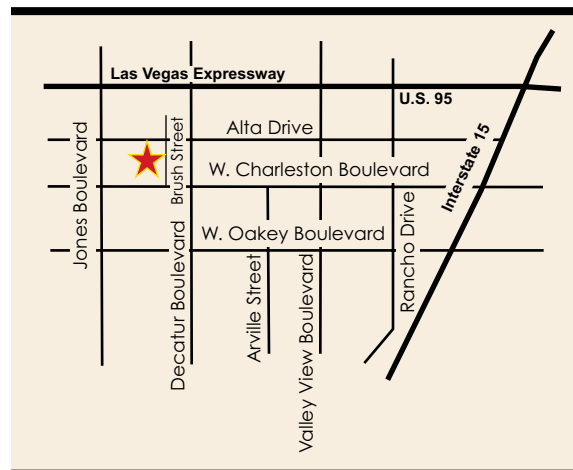 Las Vegas Expressway
U.S. 95
Alta Drive
Interstate 15
W. Charleston Boulevard
Jones Boulevard
Brush Street
W. Oakey Boulevard
Rancho Drive
Decatur Boulevard
Arville Street
Valley View Boulevard